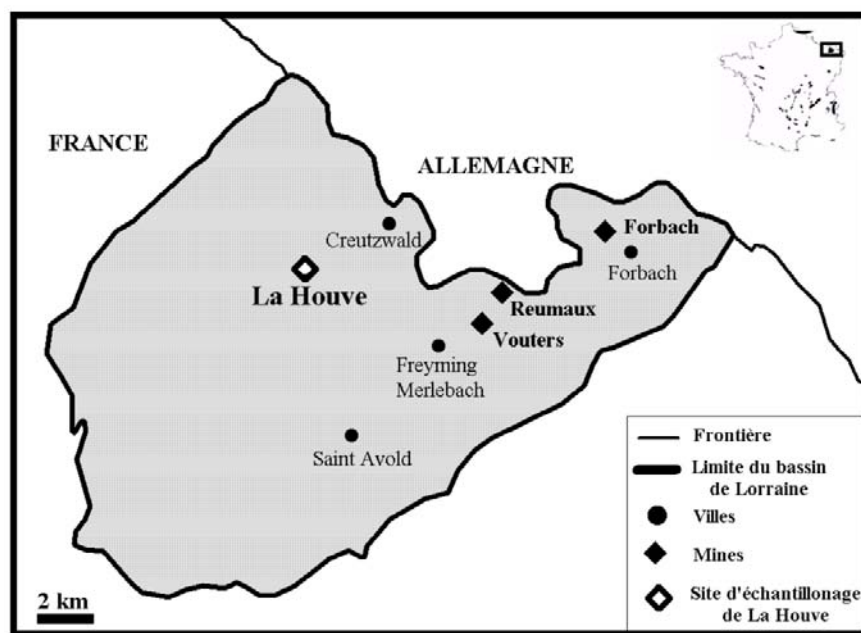 FRANCE
ALLEMAGNE
Creutzwald
Forbach
Forbach
La Houve
Reumaux
Vouters
Freyming
Merlebach
Saint Avold
2 km
Frontière
Limite du bassin
de Lorraine
Villes
Mines
Site d'échantillonage
de La Houve